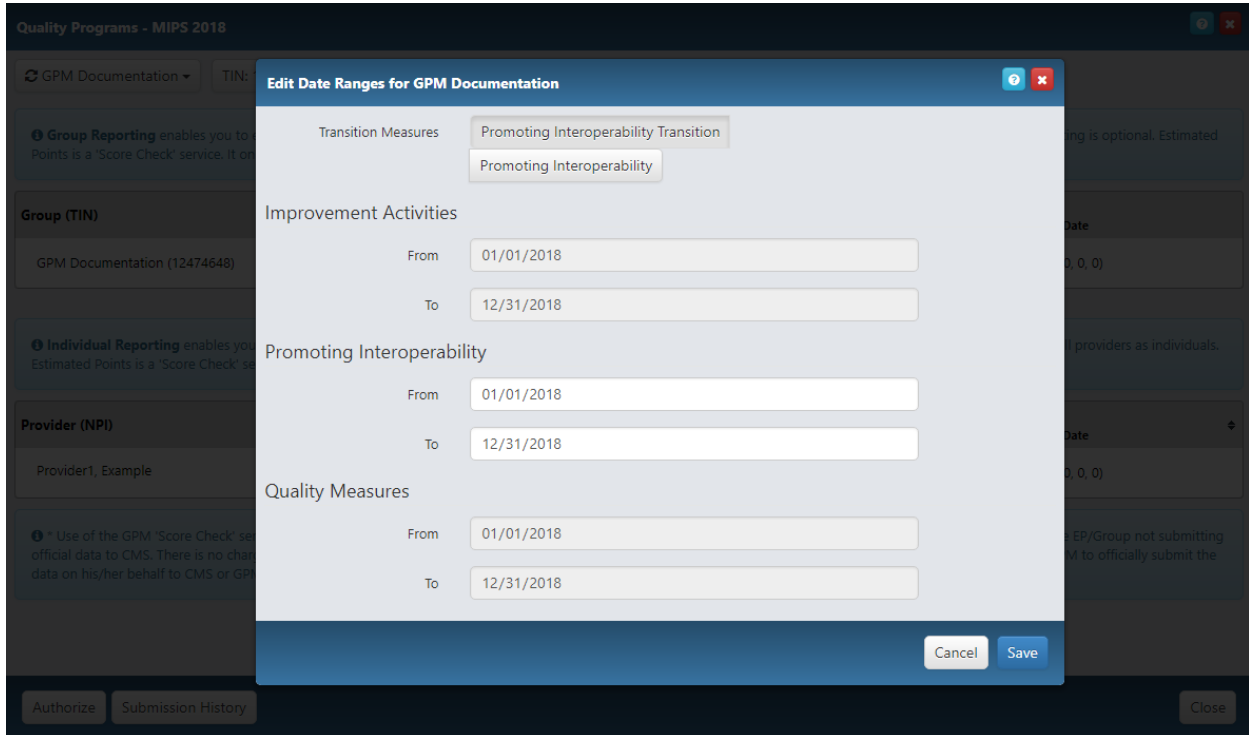 Quality Programs - MIPS 2018
GPM Documentation
TIN:
Edit Date Ranges for GPM Documentation
Transition Measures
Promoting Interoperability Transition
Promoting Interoperability
Group Reporting enables you to
ing is optional. Estimated
Points is a 'Score Check' service. It
Group (TIN)
Date
GPM Documentation (12474648)
0, 0, 0)
Improvement Activities
From
01/01/2018
To
12/31/2018
Individual Reporting enables you
ll providers as individuals.
Estimated Points is a 'Score Check'
Promoting Interoperability
From
01/01/2018
To
12/31/2018
Provider (NPI)
Date
Provider1, Example
0, 0, 0)
Quality Measures
From
01/01/2018
To
12/31/2018
* Use of the GPM 'Score Check'
EP/Group not submitting
official data to CMS. There is no
M to officially submit the
data on his/her behalf to CMS or
Cancel
Save
Authorize
Submission History
Close